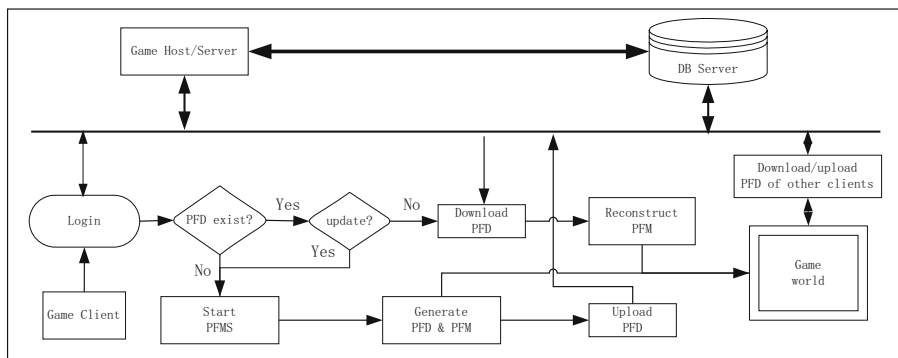 Game Host/Server
DB Server
Download/upload
PFD of other clients
Login
PFD exist?
Yes
update?
No
Download
PFD
Reconstruct
PFM
Yes
No
Game
world
Game Client
Start
PFMS
Generate
PFD & PFM
Upload
PFD